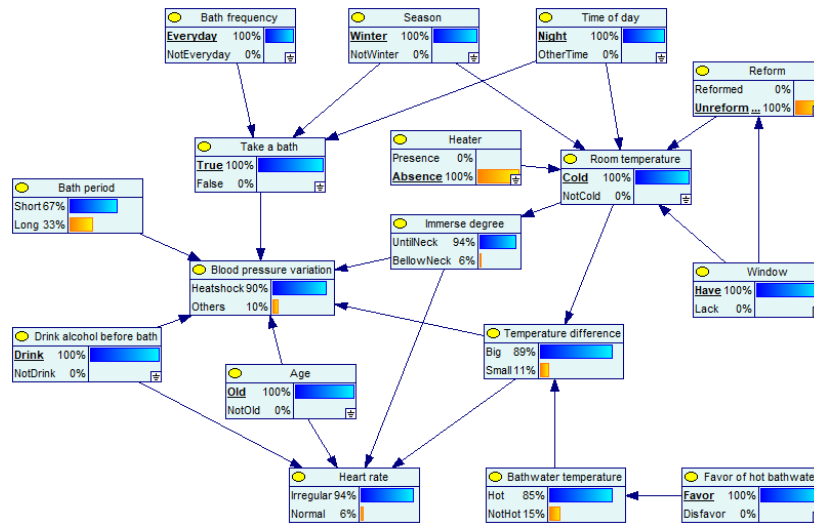 Bath frequency
Everyday 100%
NotEveryday 0%
Season
Winter 100%
NotWinter 0%
Time of day
Night 100%
OtherTime 0%
Reform
Reformed 0%
Unreform ... 100%
Take a bath
True 100%
False 0%
Heater
Presence 0%
Absence 100%
Room temperature
Cold 100%
NotCold 0%
Bath period
Short 67%
Long 33%
Immerse degree
UntilNeck 94%
BellowNeck 6%
Blood pressure variation
Heatshock 90%
Others 10%
Window
Have 100%
Lack 0%
Drink alcohol before bath
Drink 100%
NotDrink 0%
Temperature difference
Big 89%
Small 11%
Age
Old 100%
NotOld 0%
Heart rate
Irregular 94%
Normal 6%
Bathwater temperature
Hot 85%
NotHot 15%
Favor of hot bathwate
Favor 100%
Disfavor 0%